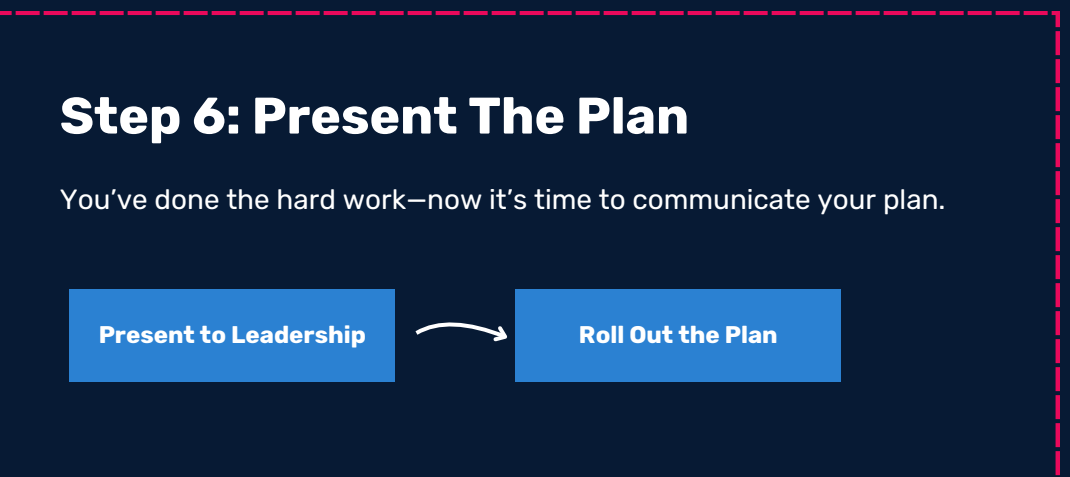 Step 6: Present The Plan
You’ve done the hard work—now it’s time to communicate your plan.
Present to Leadership
Roll Out the Plan